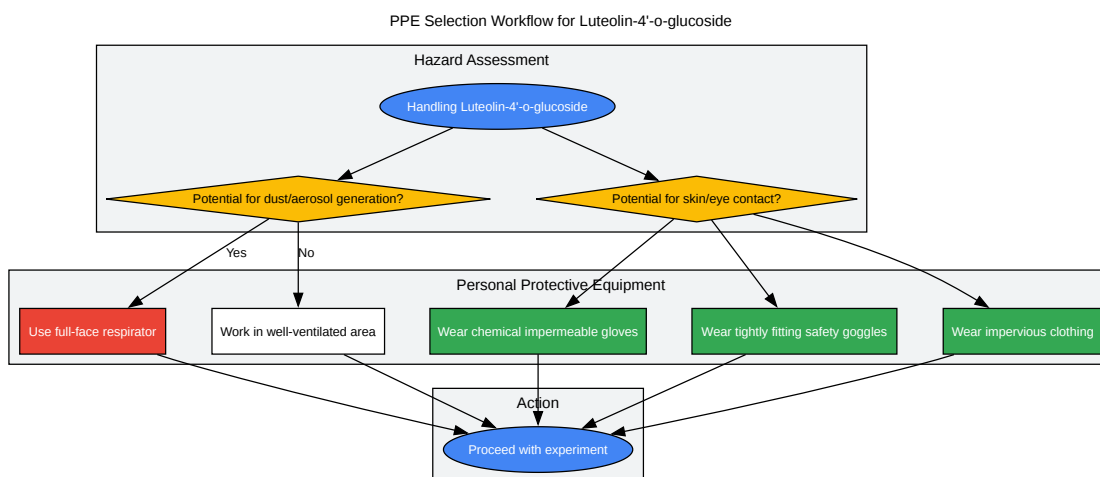 PPE Selection Workflow for Luteolin-4'-o-glucoside
Hazard Assessment
Handling Luteolin-4'-o-glucoside
Potential for dust/aerosol generation?
Potential for skin/eye contact?
Yes
No
Personal Protective Equipment
Use full-face respirator
Work in well-ventilated area
Wear chemical impermeable gloves
Wear tightly fitting safety goggles
Wear impervious clothing
Action
Proceed with experiment